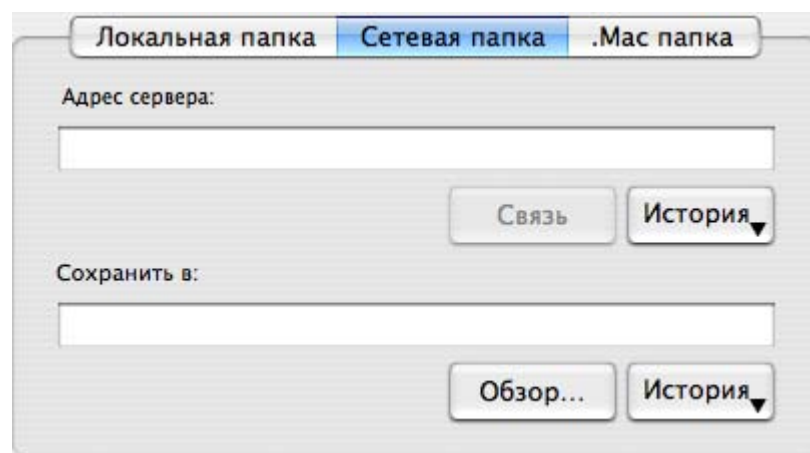 Локальная папка Сетевая папка .Mac папка
Адрес сервера:
Связь История
Сохранить в:
Обзор... История